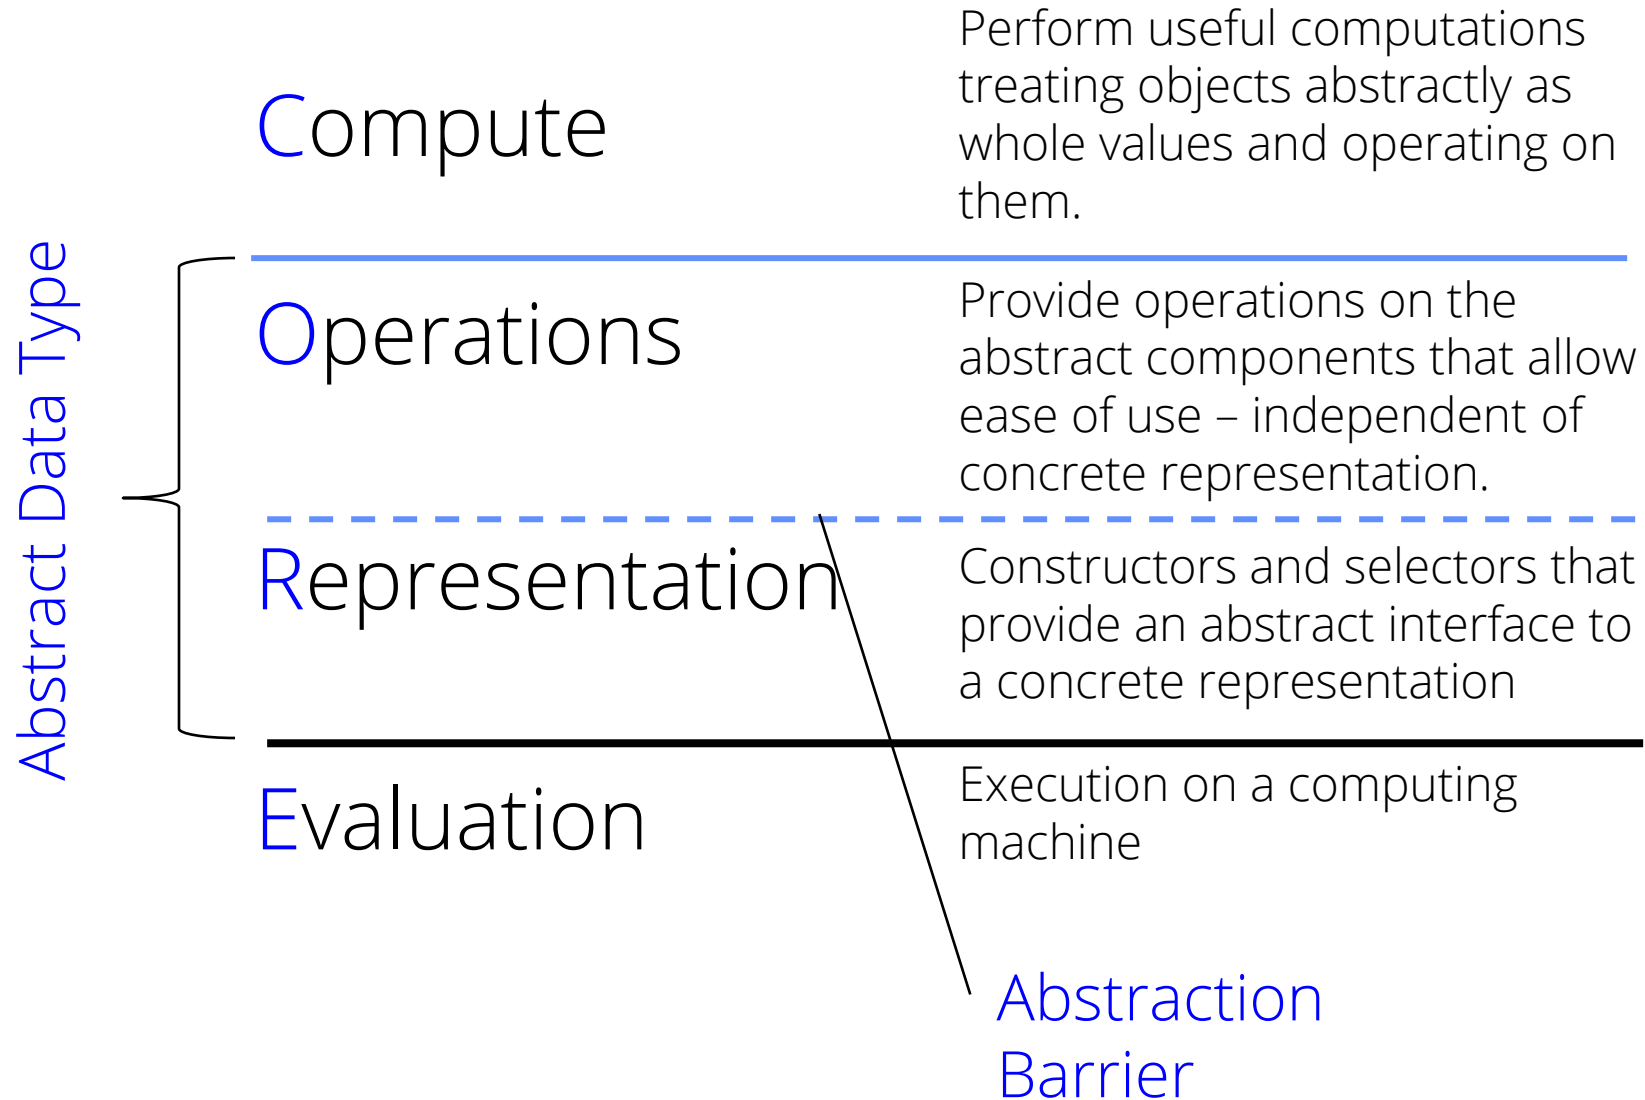 Abstract Data Type
Compute
Perform useful computations
treating objects abstractly as
whole values and operating on
them.
Operations
Provide operations on the
abstract components that allow
ease of use – independent of
concrete representation.
Representation
Constructors and selectors that
provide an abstract interface to
a concrete representation
Evaluation
Execution on a computing
machine
Abstraction
Barrier